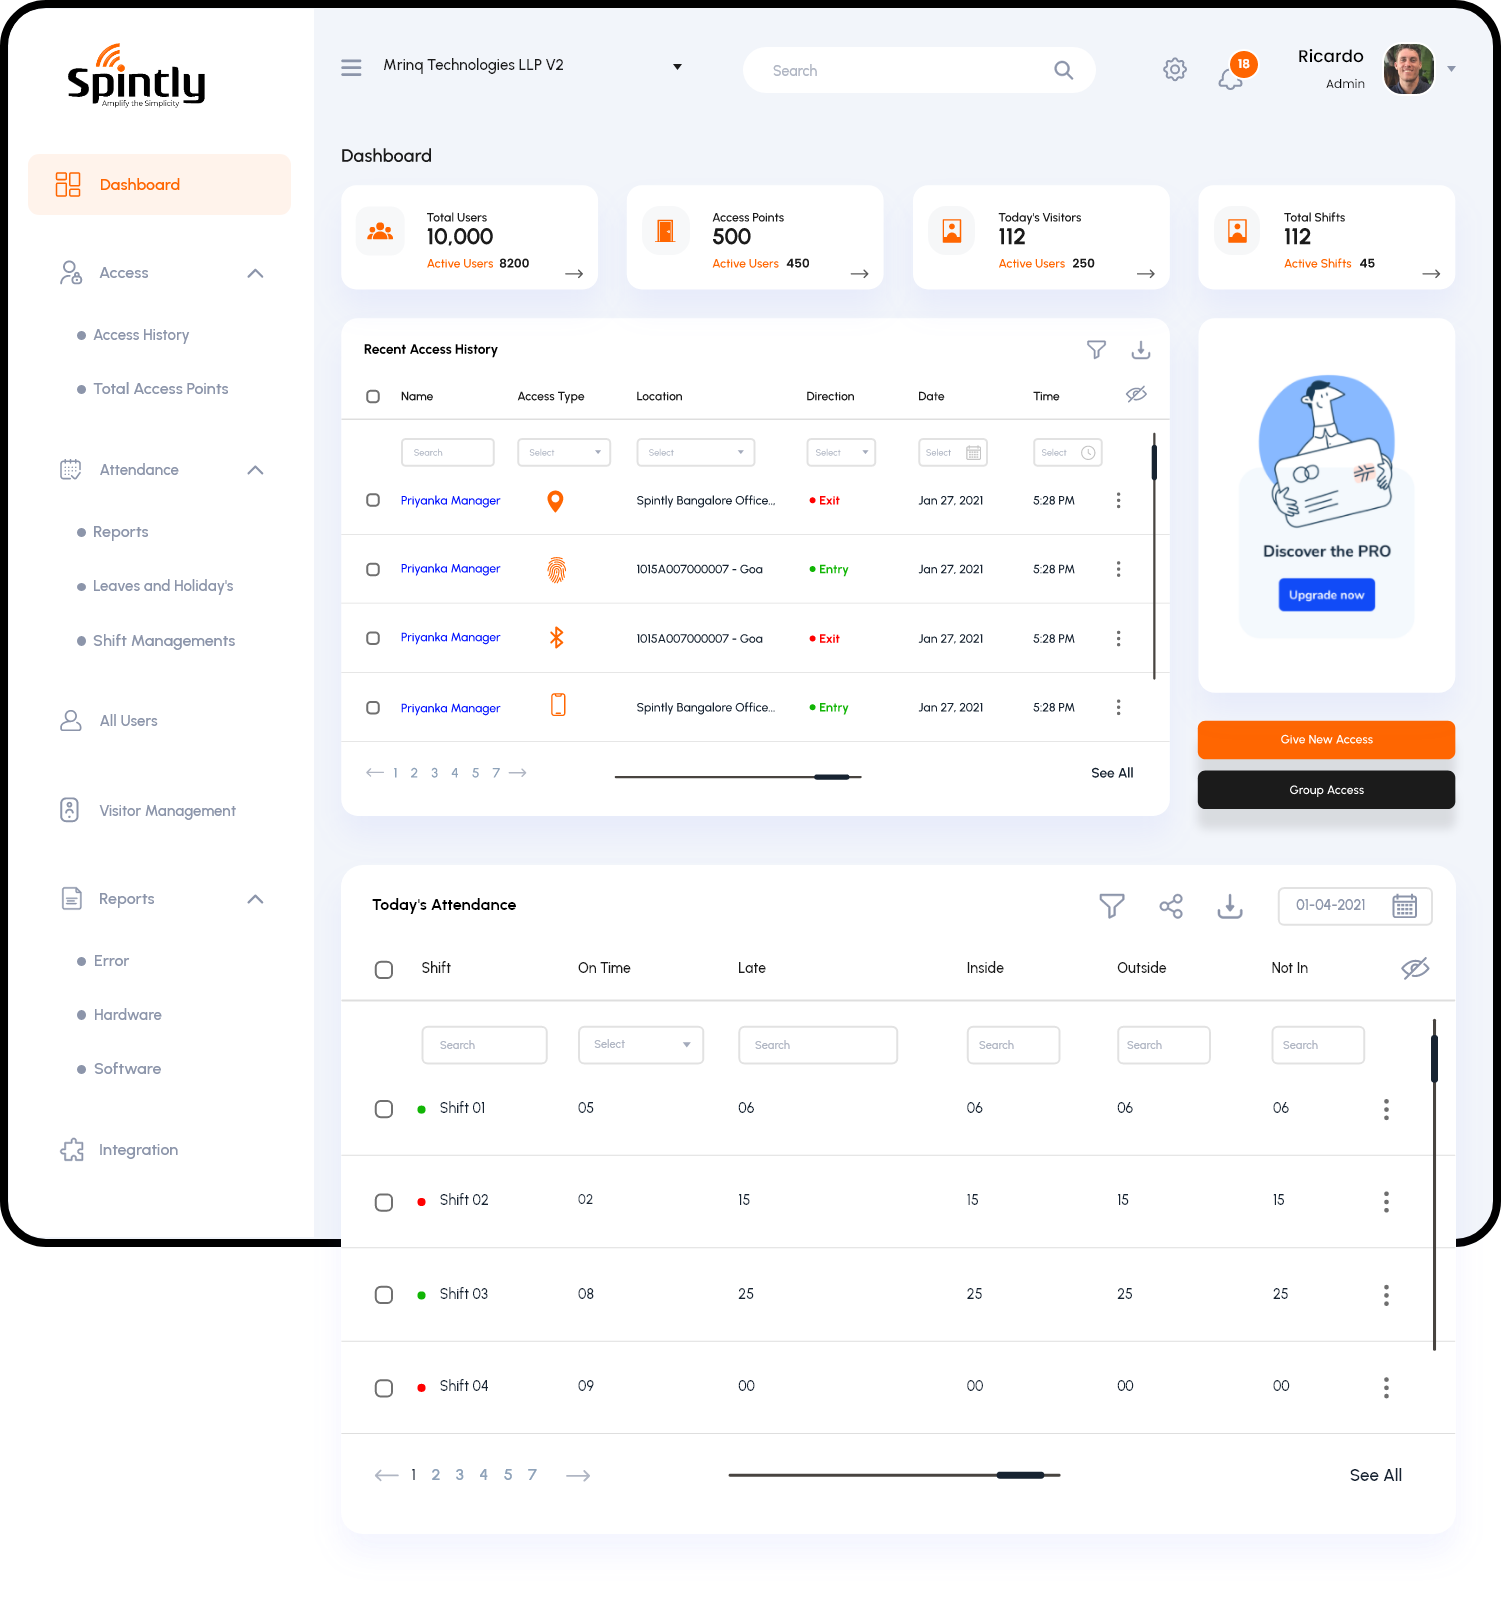 Spintly
Amplify the Simplicity
Mrinq Technologies LLP V2
Search
18
Ricardo
Admin
Dashboard
Access
Access History
Total Access Points
Attendance
Reports
Leaves and Holiday's
Shift Managements
All Users
Visitor Management
Reports
Error
Hardware
Software
Integration
Dashboard
Total Users
10,000
Active Users 8200
Access Points
500
Active Users 450
Today's Visitors
112
Active Users 250
Total Shifts
112
Active Shifts 45
Recent Access History
Name Access Type Location Direction Date Time
Search Select Select Select Select Select
Priyanka Manager Spintly Bangalore Office... Exit Jan 27, 2021 5:28 PM
Priyanka Manager 1015A007000007 - Goa Entry Jan 27, 2021 5:28 PM
Priyanka Manager 1015A007000007 - Goa Exit Jan 27, 2021 5:28 PM
Priyanka Manager Spintly Bangalore Office... Entry Jan 27, 2021 5:28 PM
1 2 3 4 5 7 See All
Discover the PRO
Upgrade now
Give New Access
Group Access
Today's Attendance
01-04-2021
Shift On Time Late Inside Outside Not In
Search Select Search Search Search Search
Shift 01 05 06 06 06 06
Shift 02 02 15 15 15 15
Shift 03 08 25 25 25 25
Shift 04 09 00 00 00 00
1 2 3 4 5 7 See All